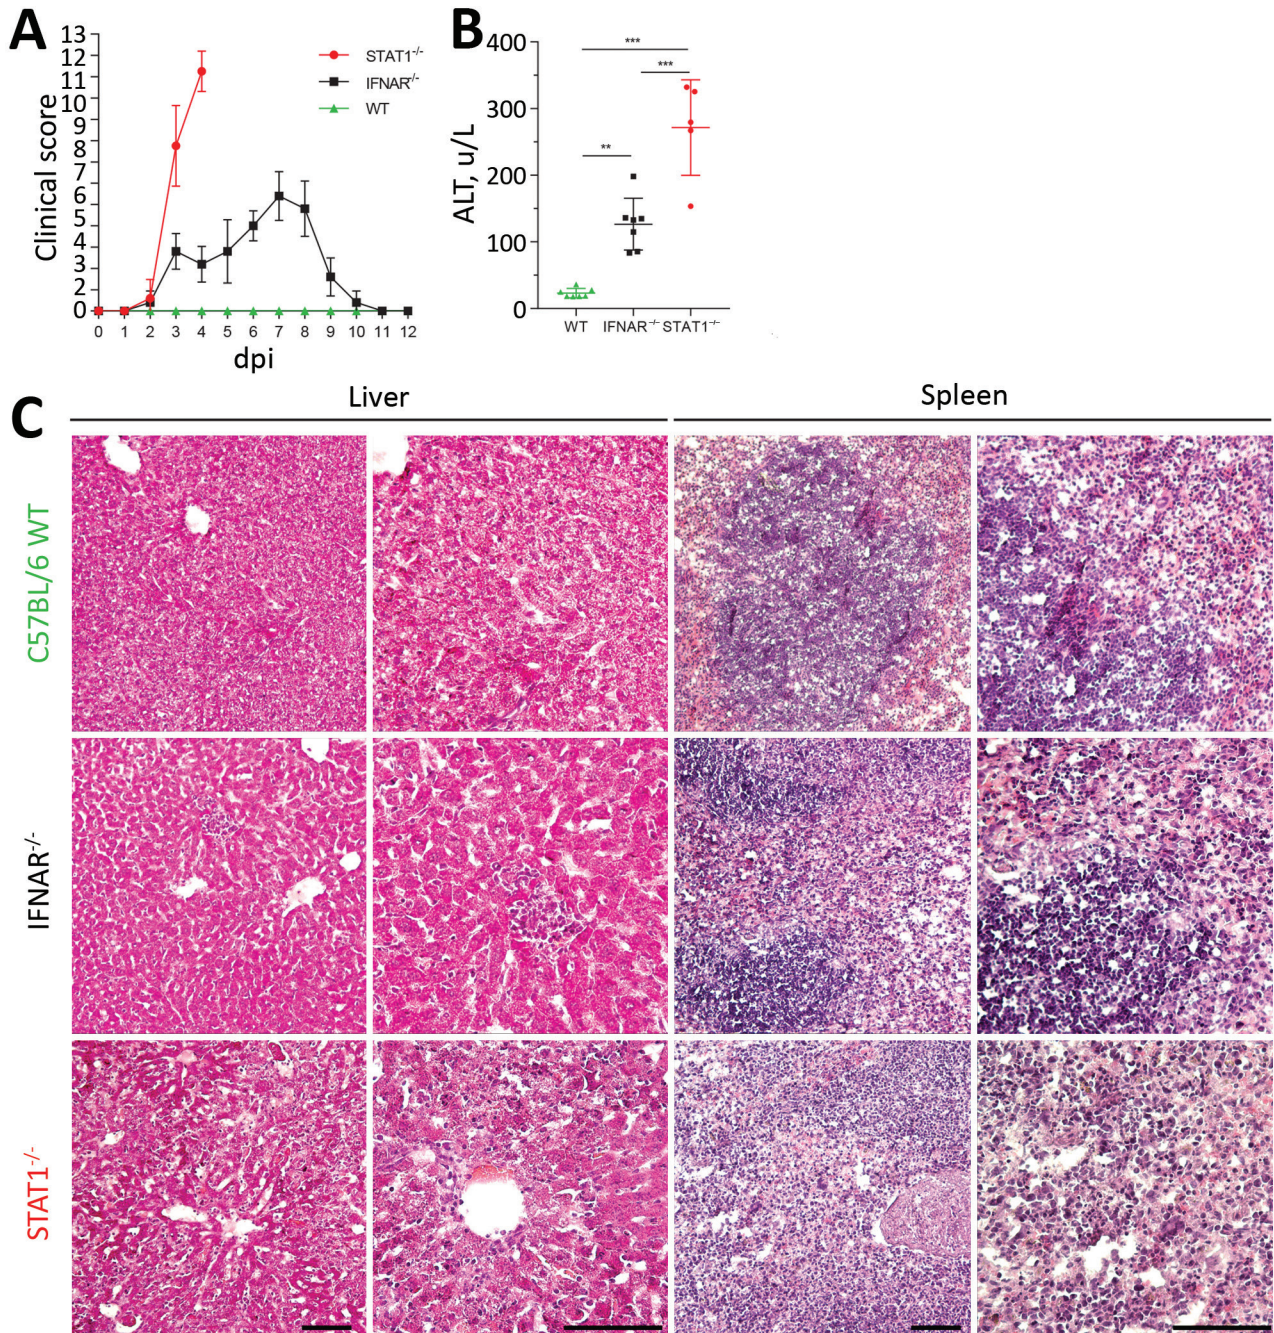 A
13
12
11
10
9
8
7
6
5
4
3
2
1
0
Clinical score
0 1 2 3 4 5 6 7 8 9 10 11 12
dpi
STAT1-/-
IFNAR-/-
WT
B
400
300
200
100
0
ALT, u/L
***
***
**
WT IFNAR-/- STAT1-/-
C
Liver Spleen
C57BL/6 WT
IFNAR-/-
STAT1-/-